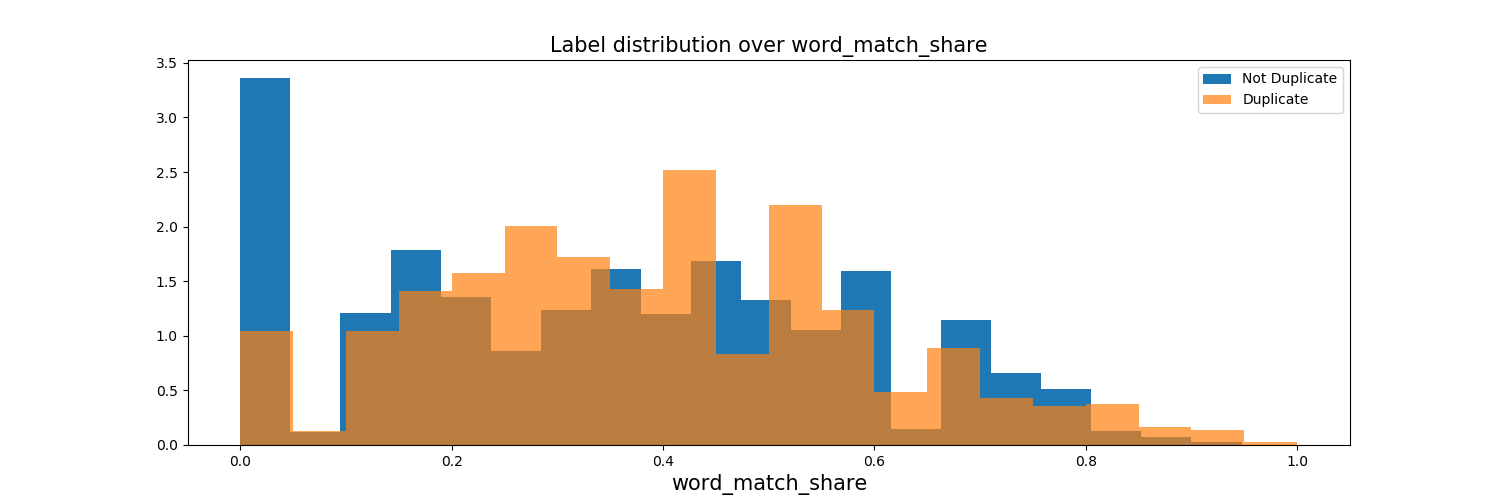 Label distribution over word_match_share
3.5
3.0
2.5
2.0
1.5
1.0
0.5
0.0
Not Duplicate
Duplicate
0.0 0.2 0.4 0.6 0.8 1.0
word_match_share